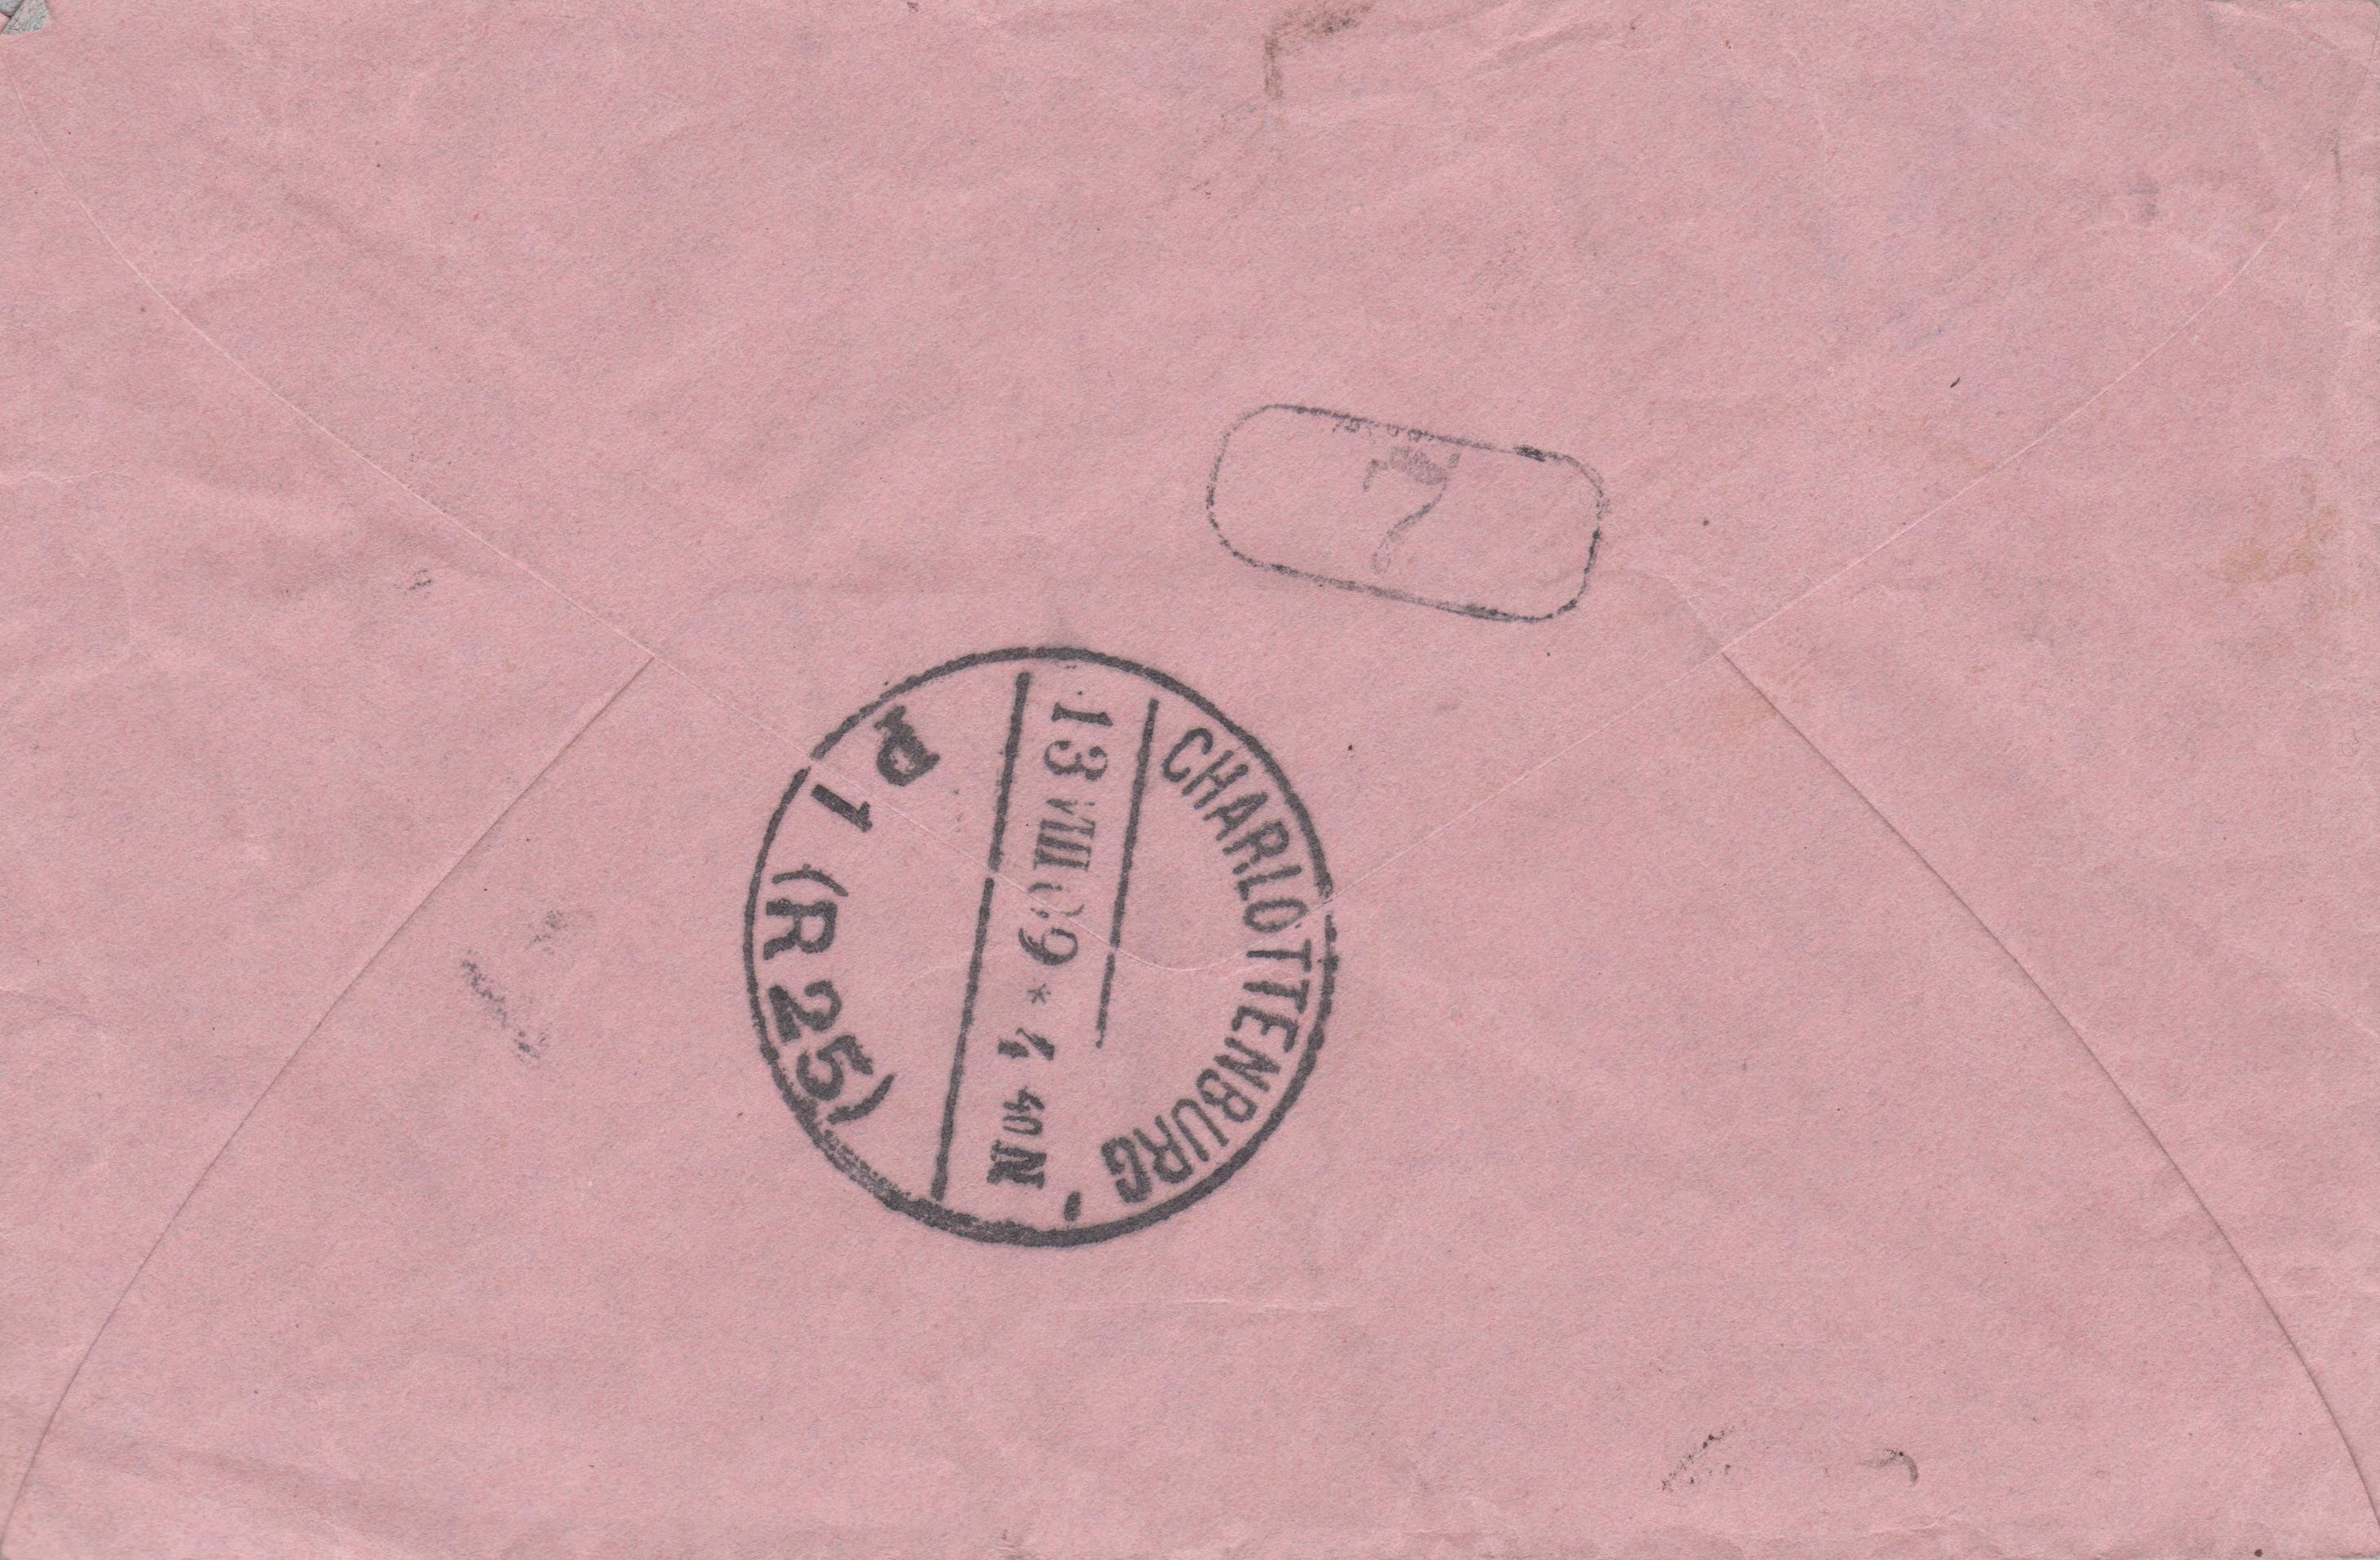 7
CHARLOTTENBURG
13 VIII 09 * 4 40 N
P 1 (R 25)